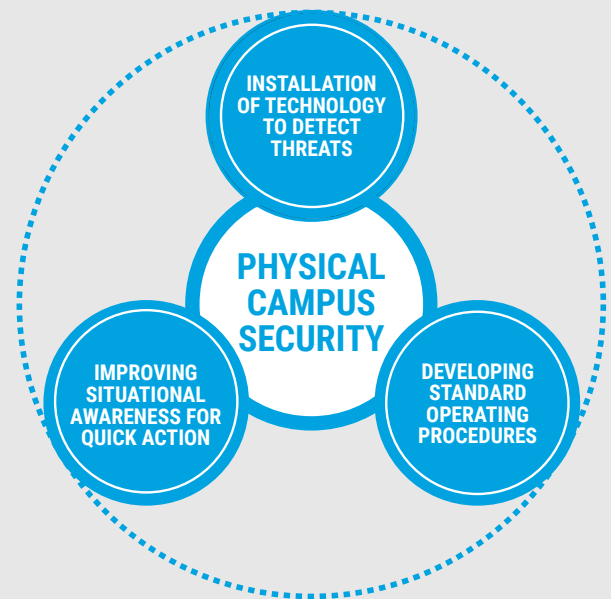 INSTALLATION
OF TECHNOLOGY
TO DETECT
THREATS
PHYSICAL
CAMPUS
SECURITY
IMPROVING
SITUATIONAL
AWARENESS FOR
QUICK ACTION
DEVELOPING
STANDARD
OPERATING
PROCEDURES